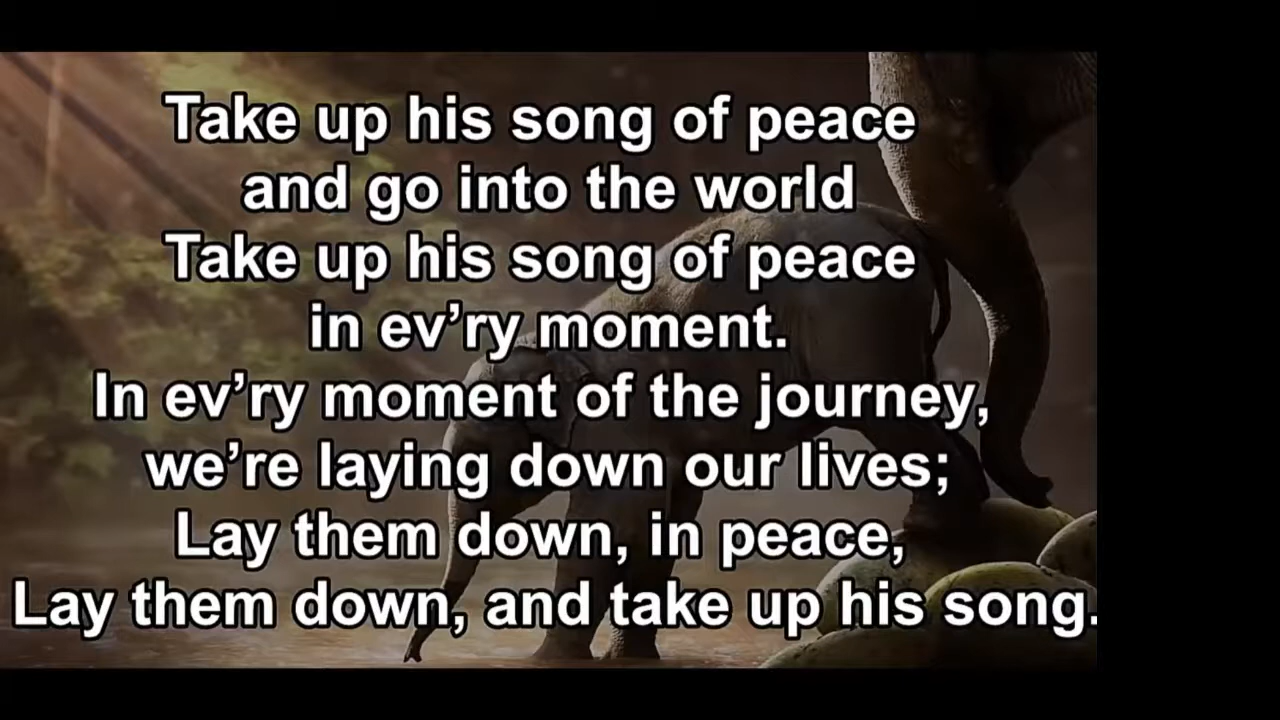 Take up his song of peace
and go into the world
Take up his song of peace
in ev’ry moment.
In ev’ry moment of the journey,
we’re laying down our lives;
Lay them down, in peace,
Lay them down, and take up his song.